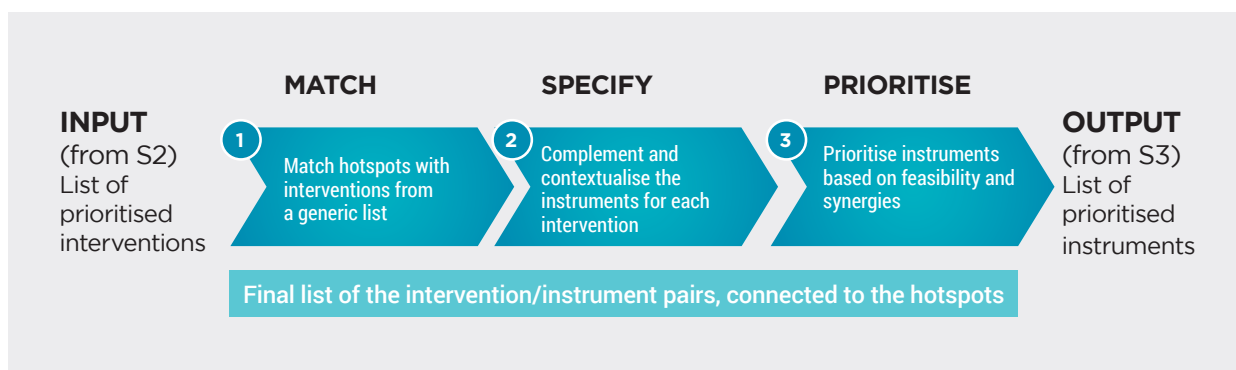 INPUT
(from S2)
List of
prioritised
interventions
MATCH
1
Match hotspots with
interventions from
a generic list
SPECIFY
2
Complement and
contextualise the
instruments for each
intervention
PRIORITISE
3
Prioritise instruments
based on feasibility and
synergies
OUTPUT
(from S3)
List of
prioritised
instruments
Final list of the intervention/instrument pairs, connected to the hotspots